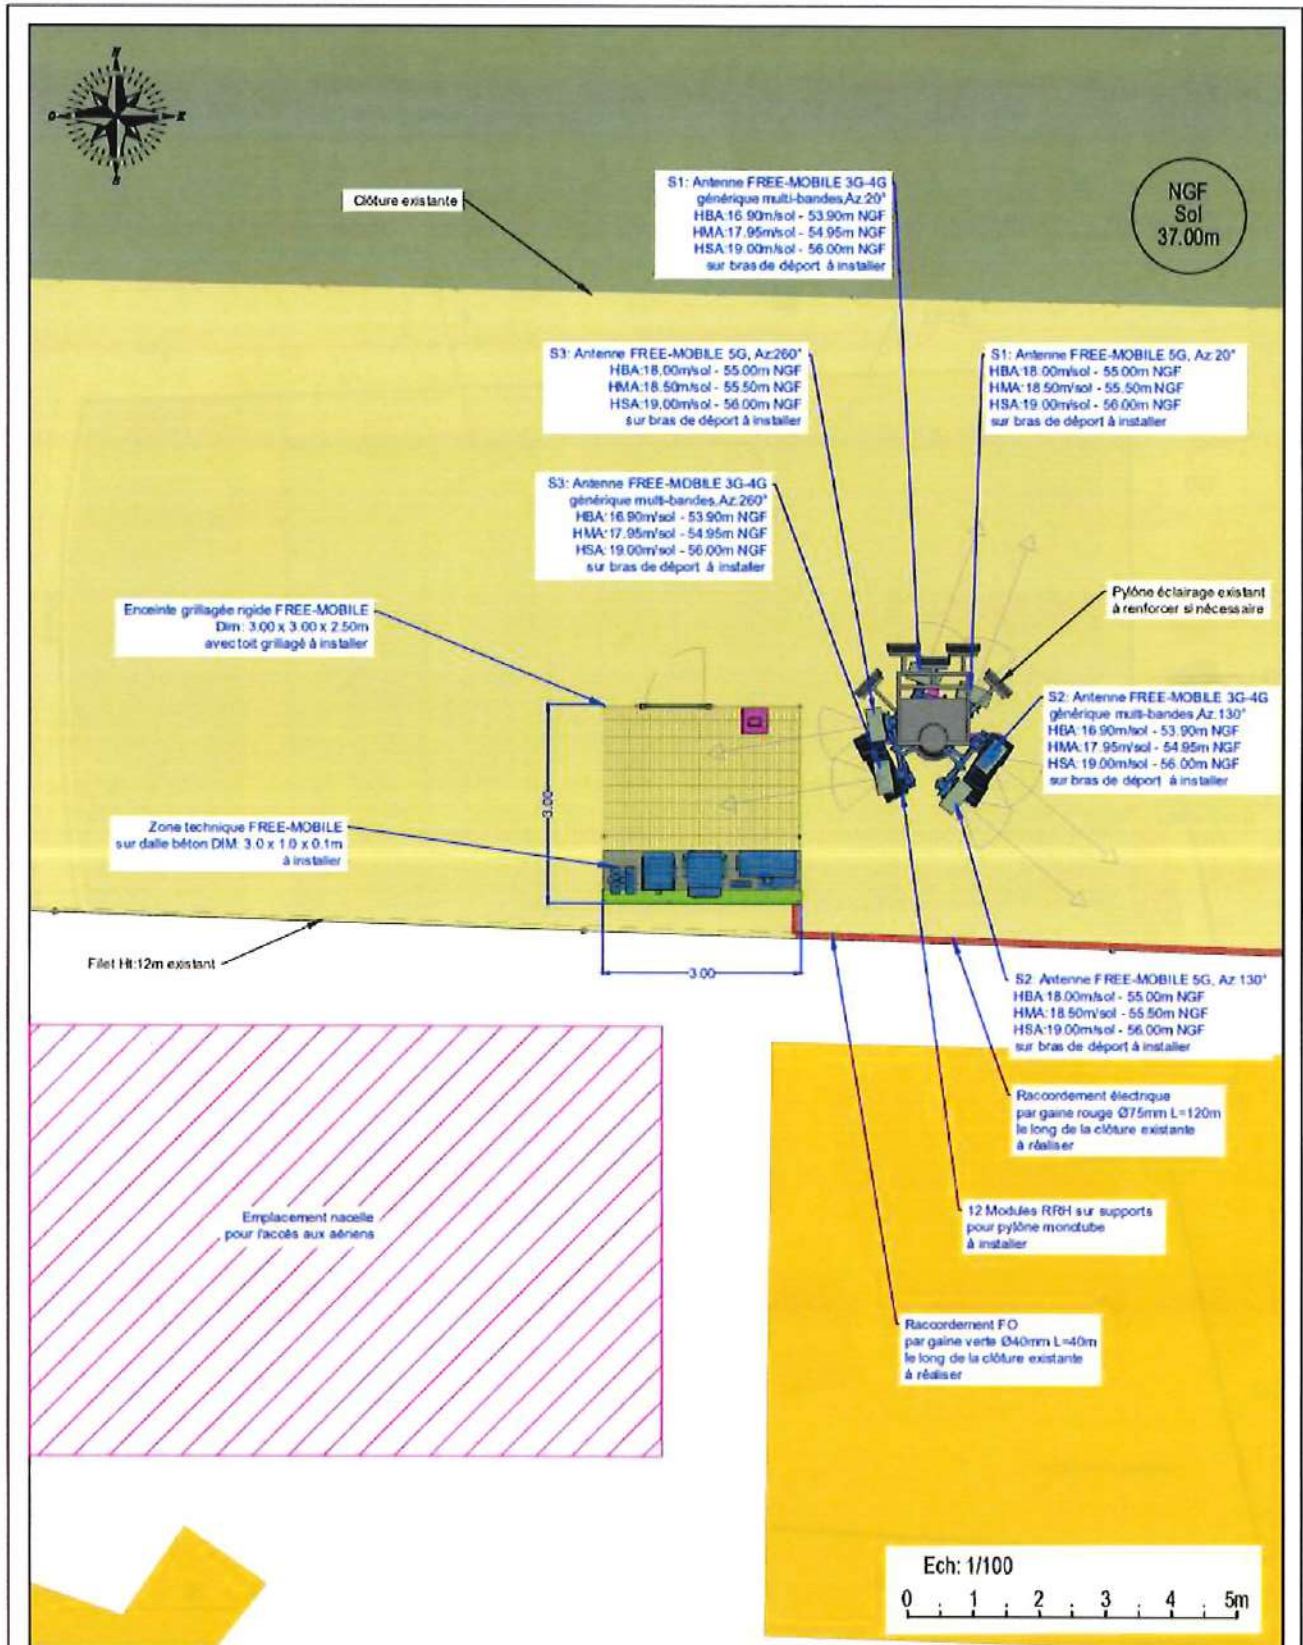 N
O
E
S
Clôture existante
S1: Antenne FREE-MOBILE 3G-4G
générique multi-bandes,Az:20°
HBA:16.90m/sol - 53.90m NGF
HMA:17.95m/sol - 54.95m NGF
HSA:19.00m/sol - 56.00m NGF
sur bras de déport à installer
NGF
Sol
37.00m
S3: Antenne FREE-MOBILE 5G, Az:260°
HBA:18.00m/sol - 55.00m NGF
HMA:18.50m/sol - 55.50m NGF
HSA:19.00m/sol - 56.00m NGF
sur bras de déport à installer
S1: Antenne FREE-MOBILE 5G, Az:20°
HBA:18.00m/sol - 55.00m NGF
HMA:18.50m/sol - 55.50m NGF
HSA:19.00m/sol - 56.00m NGF
sur bras de déport à installer
S3: Antenne FREE-MOBILE 3G-4G
générique multi-bandes,Az:260°
HBA:16.90m/sol - 53.90m NGF
HMA:17.95m/sol - 54.95m NGF
HSA:19.00m/sol - 56.00m NGF
sur bras de déport à installer
Pylône éclairage existant
à renforcer si nécessaire
Enceinte grillagée rigide FREE-MOBILE
Dim: 3.00 x 3.00 x 2.50m
avec toit grillagé à installer
S2: Antenne FREE-MOBILE 3G-4G
générique multi-bandes,Az:130°
HBA:16.90m/sol - 53.90m NGF
HMA:17.95m/sol - 54.95m NGF
HSA:19.00m/sol - 56.00m NGF
sur bras de déport à installer
3.00
Zone technique FREE-MOBILE
sur dalle béton DIM: 3.0 x 1.0 x 0.1m
à installer
Filet Ht:12m existant
3.00
S2: Antenne FREE-MOBILE 5G, Az:130°
HBA:18.00m/sol - 55.00m NGF
HMA:18.50m/sol - 55.50m NGF
HSA:19.00m/sol - 56.00m NGF
sur bras de déport à installer
Raccordement électrique
par gaine rouge Ø75mm L=120m
le long de la clôture existante
à réaliser
Emplacement nacelle
pour l'accès aux aériens
12 Modules RRH sur supports
pour pylône monotube
à installer
Raccordement FO
par gaine verte Ø40mm L=40m
le long de la clôture existante
à réaliser
Ech: 1/100
0 1 2 3 4 5m